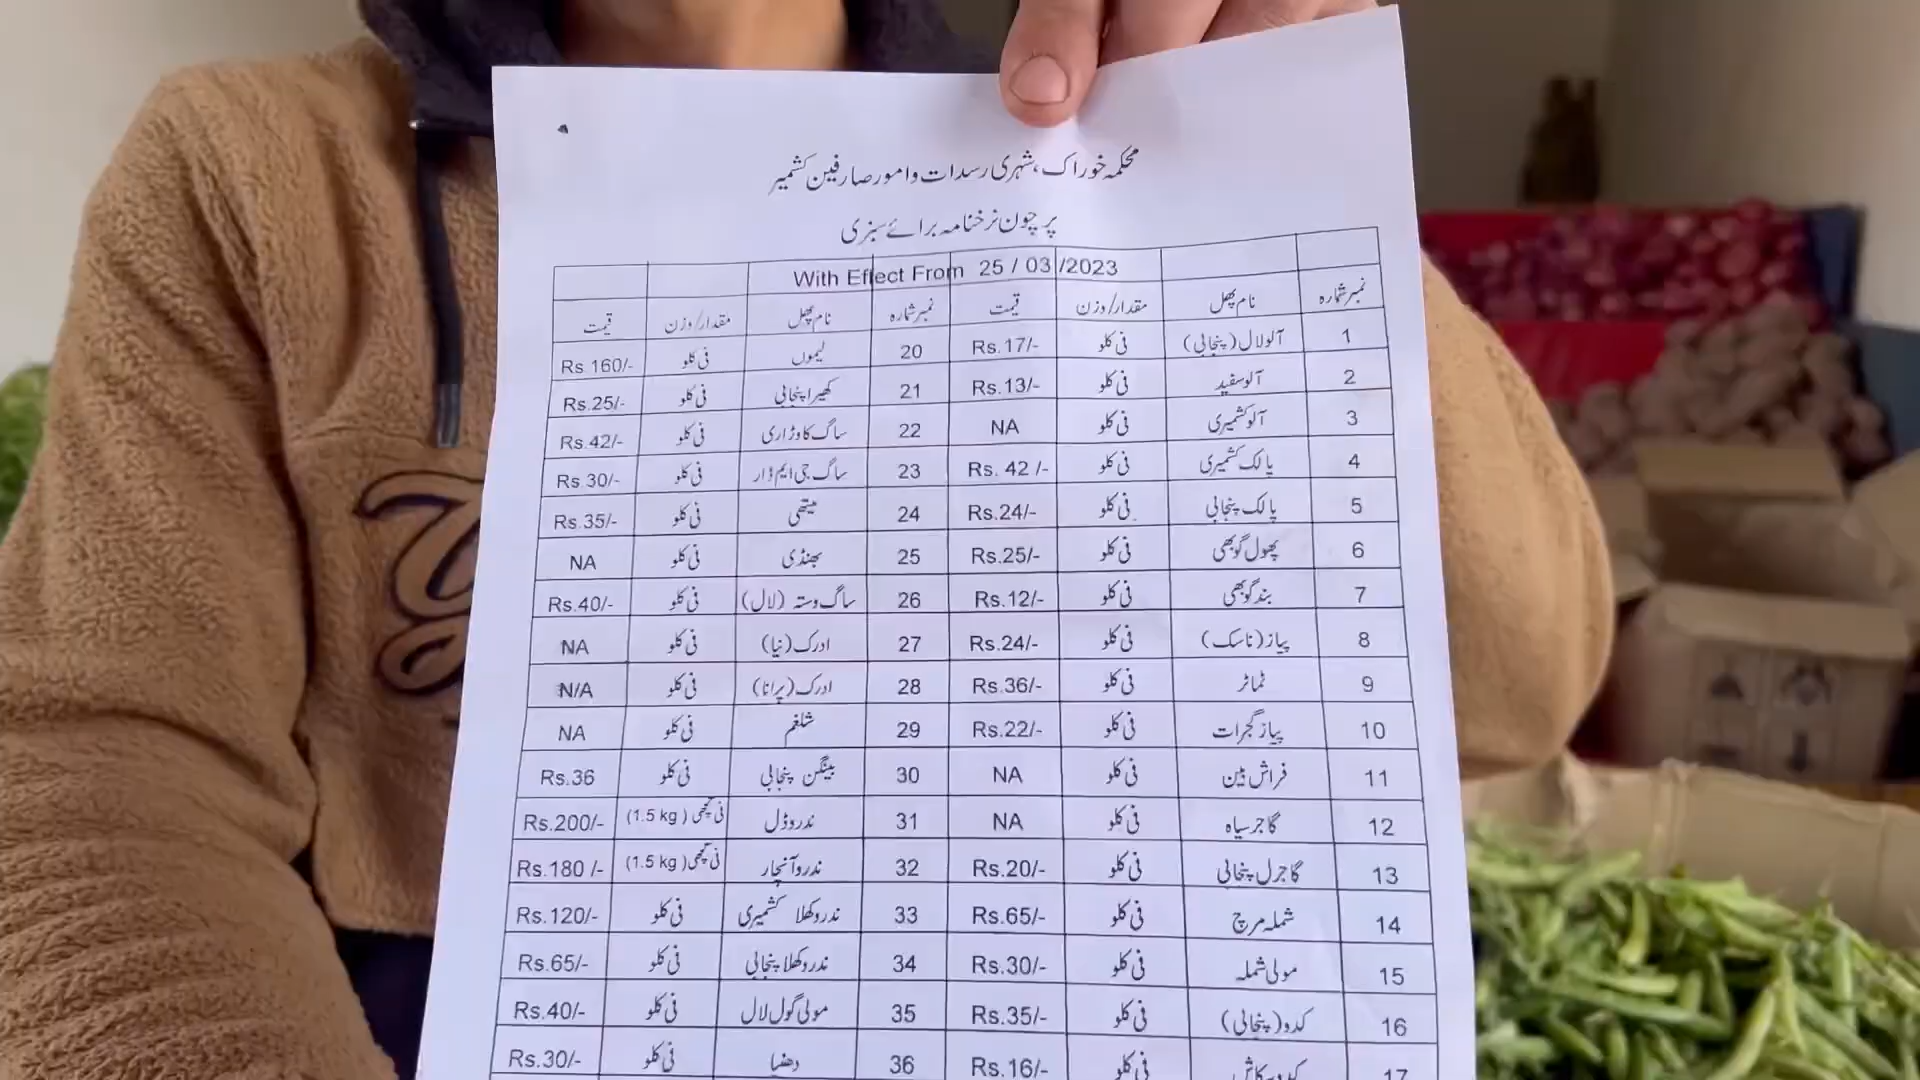 محکمہ خوراک، شہری رسدات و امور صارفین کشمیر
پرچون نرخنامہ برائے سبزی
With Effect From 25 / 03 /2023
نمبر شمارہ نام پھل مقدار/وزن قیمت نمبر شمارہ نام پھل مقدار/وزن قیمت
1 آلو لال (پنجابی) فی کلو Rs.17/- 20 لیموں فی کلو Rs.160/-
2 آلو سفید فی کلو Rs.13/- 21 کھیرا پنجابی فی کلو Rs.25/-
3 آلو کشمیری فی کلو NA 22 ساگ کاوڈاری فی کلو Rs.42/-
4 پالک کشمیری فی کلو Rs. 42 /- 23 ساگ جی ایم ڈار فی کلو Rs.30/-
5 پالک پنجابی فی کلو Rs.24/- 24 میتھی فی کلو Rs.35/-
6 پھول گوبھی فی کلو Rs.25/- 25 بھنڈی فی کلو NA
7 بند گوبھی فی کلو Rs.12/- 26 ساگ وستہ (لال) فی کلو Rs.40/-
8 پیاز (ناسک) فی کلو Rs.24/- 27 ادرک (نیا) فی کلو NA
9 ٹماٹر فی کلو Rs.36/- 28 ادرک (پرانا) فی کلو N/A
10 پیاز گجرات فی کلو Rs.22/- 29 شلغم فی کلو NA
11 فراش بین فی کلو NA 30 بینگن پنجابی فی کلو Rs.36
12 گاجر سیاہ فی کلو NA 31 ندرو ڈل فی گچھی (1.5 kg) Rs.200/-
13 گاجرل پنجابی فی کلو Rs.20/- 32 ندرو آنچار فی گچھی (1.5 kg) Rs.180 /-
14 شملہ مرچ فی کلو Rs.65/- 33 ندرو کھلا کشمیری فی کلو Rs.120/-
15 مولی شملہ فی کلو Rs.30/- 34 ندرو کھلا پنجابی فی کلو Rs.65/-
16 کدو (پنجابی) فی کلو Rs.35/- 35 مولی گول لال فی کلو Rs.40/-
17 کدو فی کلو Rs.16/- 36 دھنیا فی کلو Rs.30/-